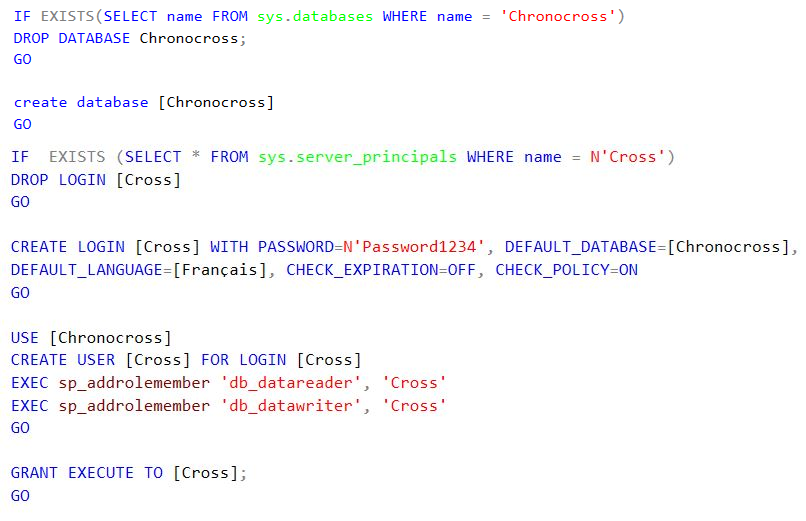 IF EXISTS(SELECT name FROM sys.databases WHERE name = 'Chronocross')
DROP DATABASE Chronocross;
GO
create database [Chronocross]
GO
IF  EXISTS (SELECT * FROM sys.server_principals WHERE name = N'Cross')
DROP LOGIN [Cross]
GO
CREATE LOGIN [Cross] WITH PASSWORD=N'Password1234', DEFAULT_DATABASE=[Chronocross],
DEFAULT_LANGUAGE=[Français], CHECK_EXPIRATION=OFF, CHECK_POLICY=ON
GO
USE [Chronocross]
CREATE USER [Cross] FOR LOGIN [Cross]
EXEC sp_addrolemember 'db_datareader', 'Cross'
EXEC sp_addrolemember 'db_datawriter', 'Cross'
GO
GRANT EXECUTE TO [Cross];
GO